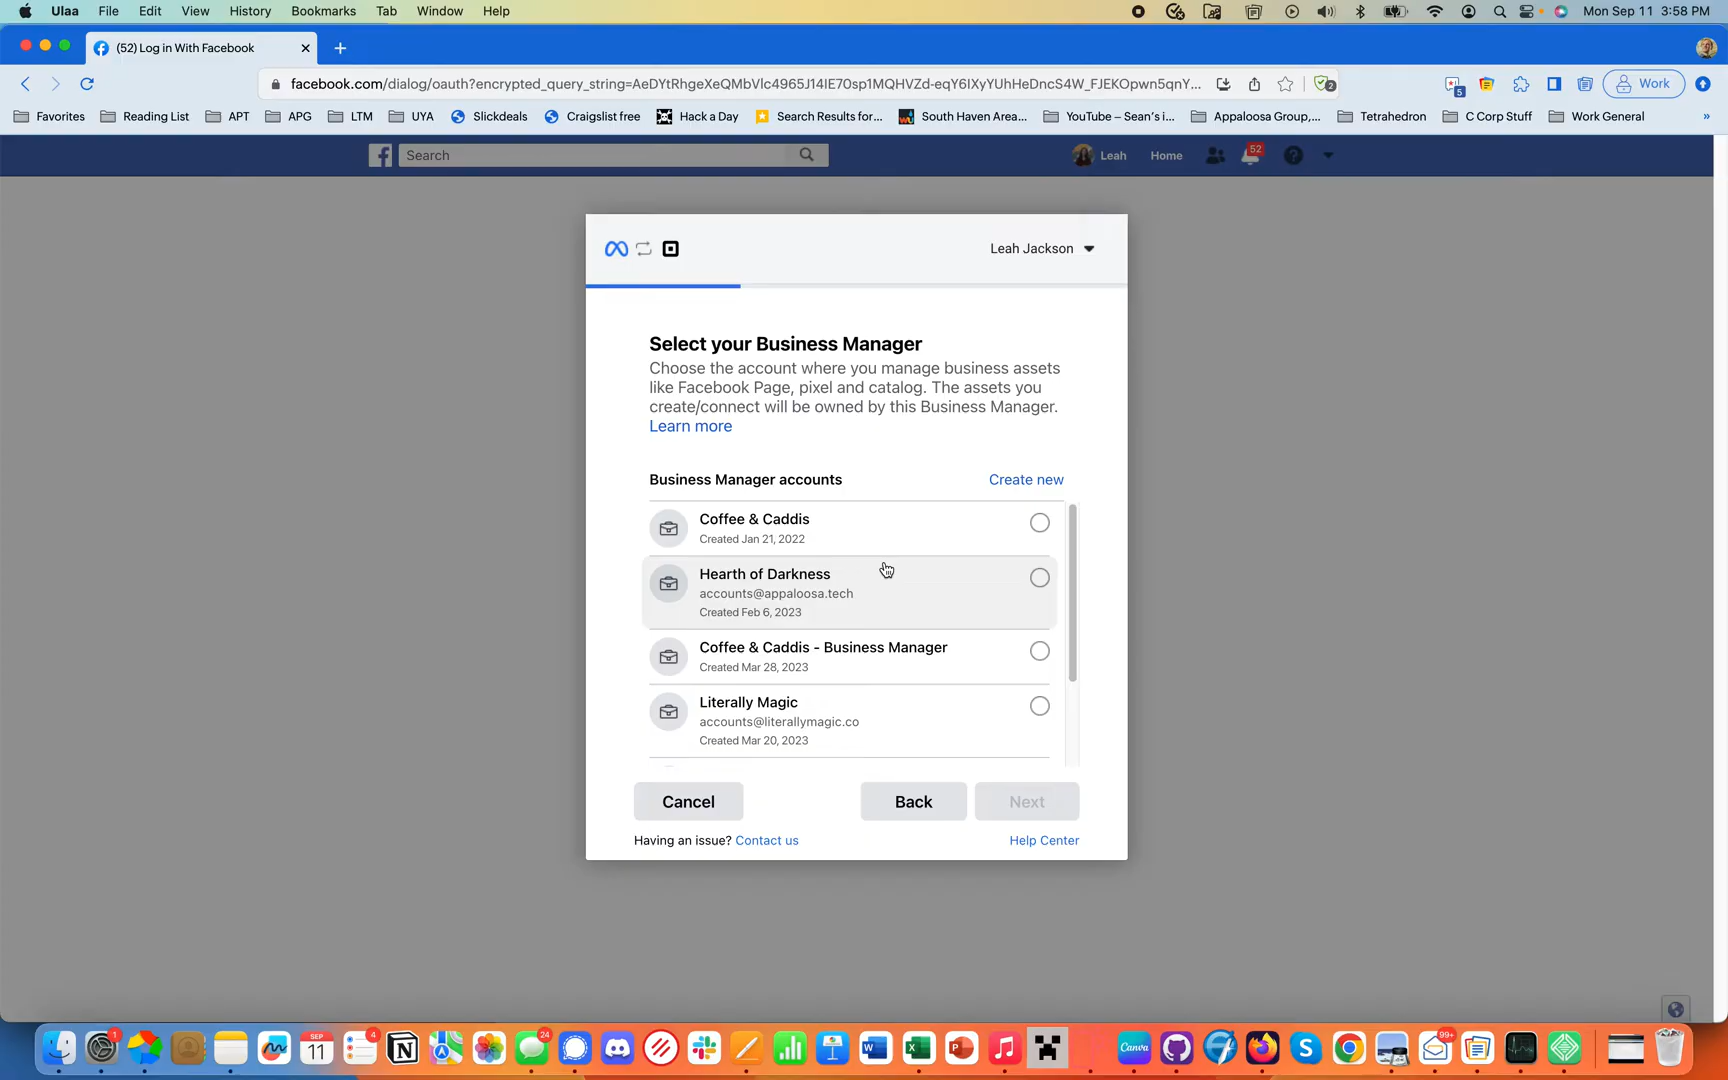 Ulaa File Edit View History Bookmarks Tab Window Help Mon Sep 11 3:58 PM
(52) Log in With Facebook
facebook.com/dialog/oauth?encrypted_query_string=AeDYtRhgeXeQMbVlc4965J14IE70sp1MQHVZd-eqY6IXyYUhHeDncS4W_FJEKOpwn5qnY... 2 5 Work
Favorites Reading List APT APG LTM UYA Slickdeals Craigslist free Hack a Day Search Results for... South Haven Area... YouTube – Sean's i... Appaloosa Group,... Tetrahedron C Corp Stuff Work General »
Search Leah Home 52
Leah Jackson
Select your Business Manager
Choose the account where you manage business assets
like Facebook Page, pixel and catalog. The assets you
create/connect will be owned by this Business Manager.
Learn more
Business Manager accounts Create new
Coffee & Caddis
Created Jan 21, 2022
Hearth of Darkness
accounts@appaloosa.tech
Created Feb 6, 2023
Coffee & Caddis - Business Manager
Created Mar 28, 2023
Literally Magic
accounts@literallymagic.co
Created Mar 20, 2023
Cancel Back Next
Having an issue? Contact us Help Center
1 SEP 11 4 24 Canva 99+